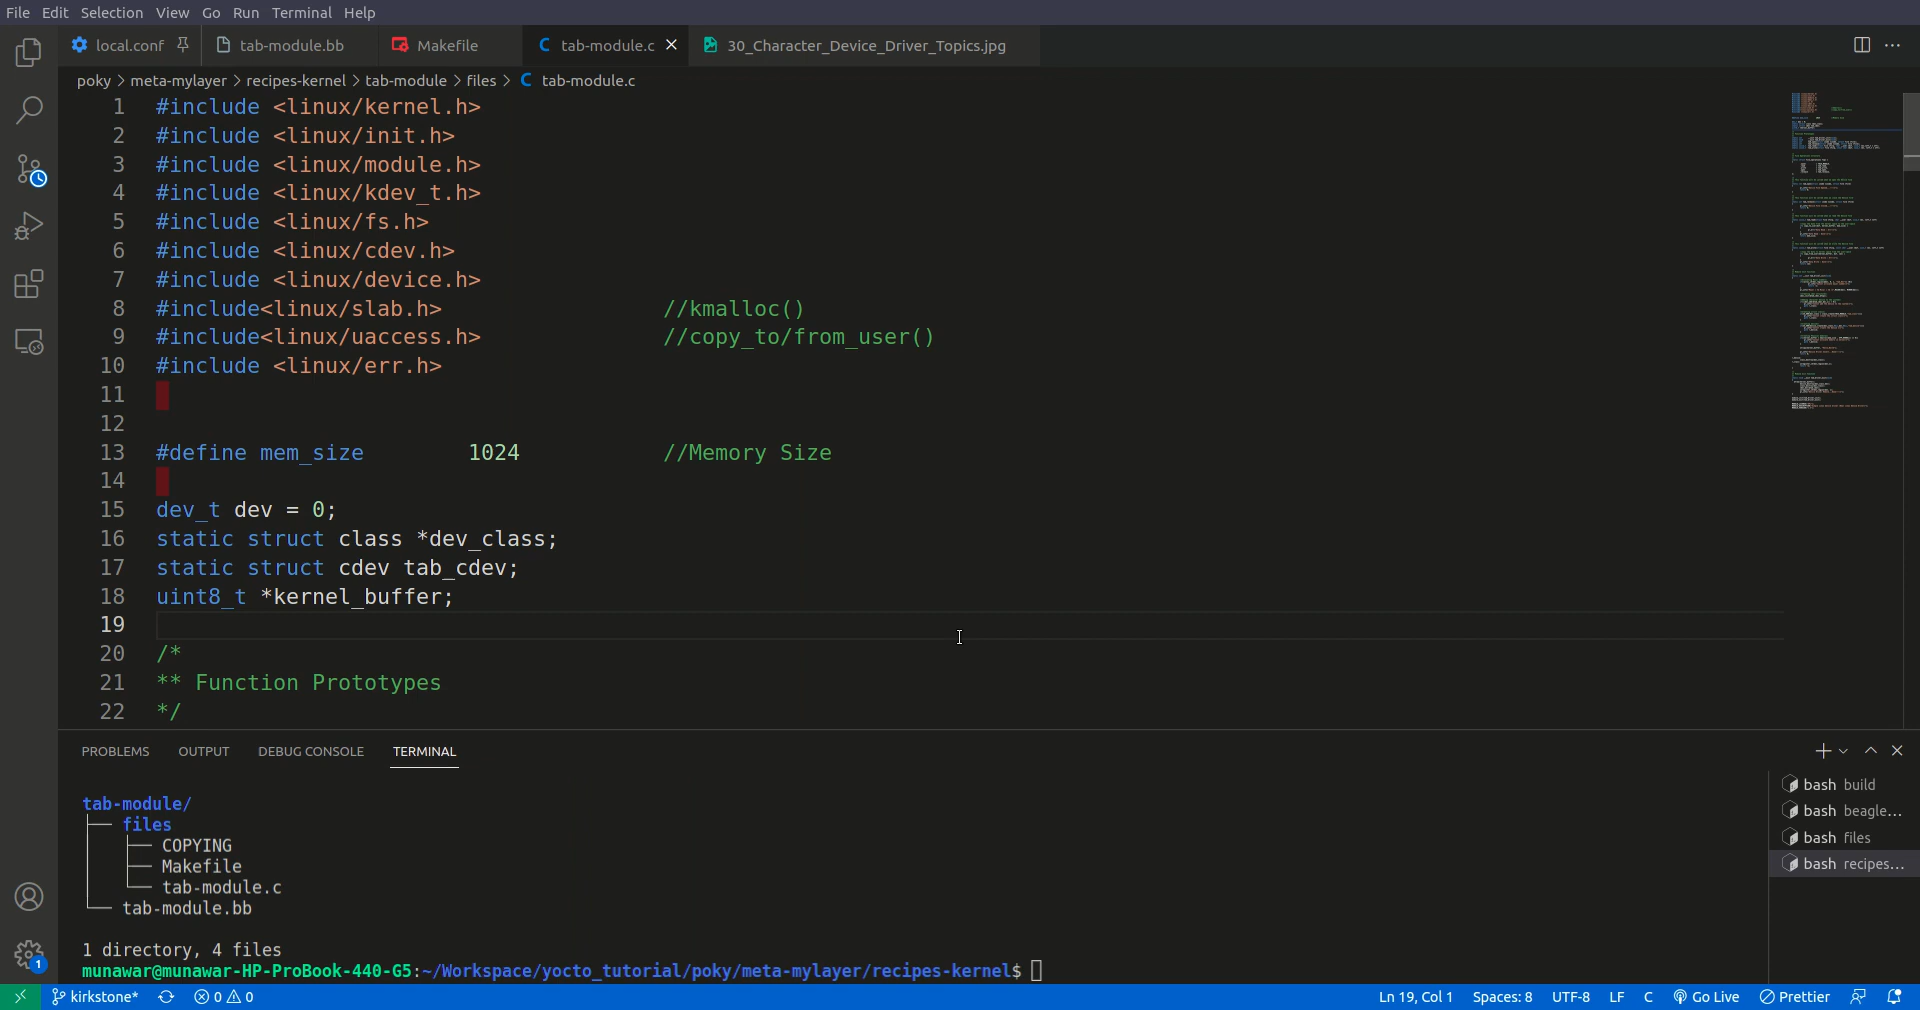 File Edit Selection View Go Run Terminal Help
local.conf tab-module.bb Makefile C tab-module.c 30_Character_Device_Driver_Topics.jpg
poky > meta-mylayer > recipes-kernel > tab-module > files > C tab-module.c
1 #include <linux/kernel.h>
2 #include <linux/init.h>
3 #include <linux/module.h>
4 #include <linux/kdev_t.h>
5 #include <linux/fs.h>
6 #include <linux/cdev.h>
7 #include <linux/device.h>
8 #include<linux/slab.h> //kmalloc()
9 #include<linux/uaccess.h> //copy_to/from_user()
10 #include <linux/err.h>
11
12
13 #define mem_size 1024 //Memory Size
14
15 dev_t dev = 0;
16 static struct class *dev_class;
17 static struct cdev tab_cdev;
18 uint8_t *kernel_buffer;
19
20 /*
21 ** Function Prototypes
22 */
PROBLEMS OUTPUT DEBUG CONSOLE TERMINAL
bash build
bash beagle...
bash files
bash recipes...
tab-module/
├── files
│   ├── COPYING
│   ├── Makefile
│   └── tab-module.c
└── tab-module.bb
1 directory, 4 files
munawar@munawar-HP-ProBook-440-G5:~/Workspace/yocto_tutorial/poky/meta-mylayer/recipes-kernel$
1
kirkstone* 0 0 Ln 19, Col 1 Spaces: 8 UTF-8 LF C Go Live Prettier